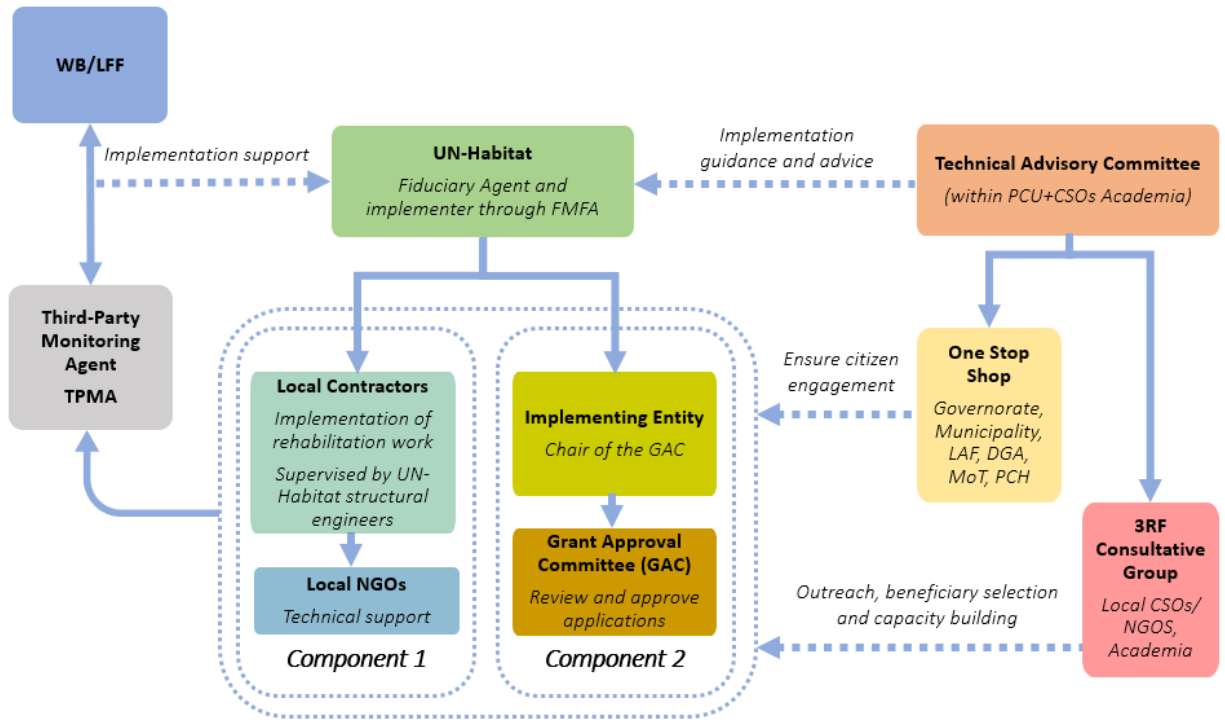 WB/LFF
Implementation support
UN-Habitat
Fiduciary Agent and
implementer through FMFA
Implementation
guidance and advice
Technical Advisory Committee
(within PCU+CSOs Academia)
Third-Party
Monitoring
Agent
TPMA
Local Contractors
Implementation of
rehabilitation work
Supervised by UN-
Habitat structural
engineers
Local NGOs
Technical support
Component 1
Implementing Entity
Chair of the GAC
Grant Approval
Committee (GAC)
Review and approve
applications
Component 2
Ensure citizen
engagement
One Stop
Shop
Governorate,
Municipality,
LAF, DGA,
MoT, PCH
Outreach, beneficiary selection
and capacity building
3RF
Consultative
Group
Local CSOs/
NGOS,
Academia